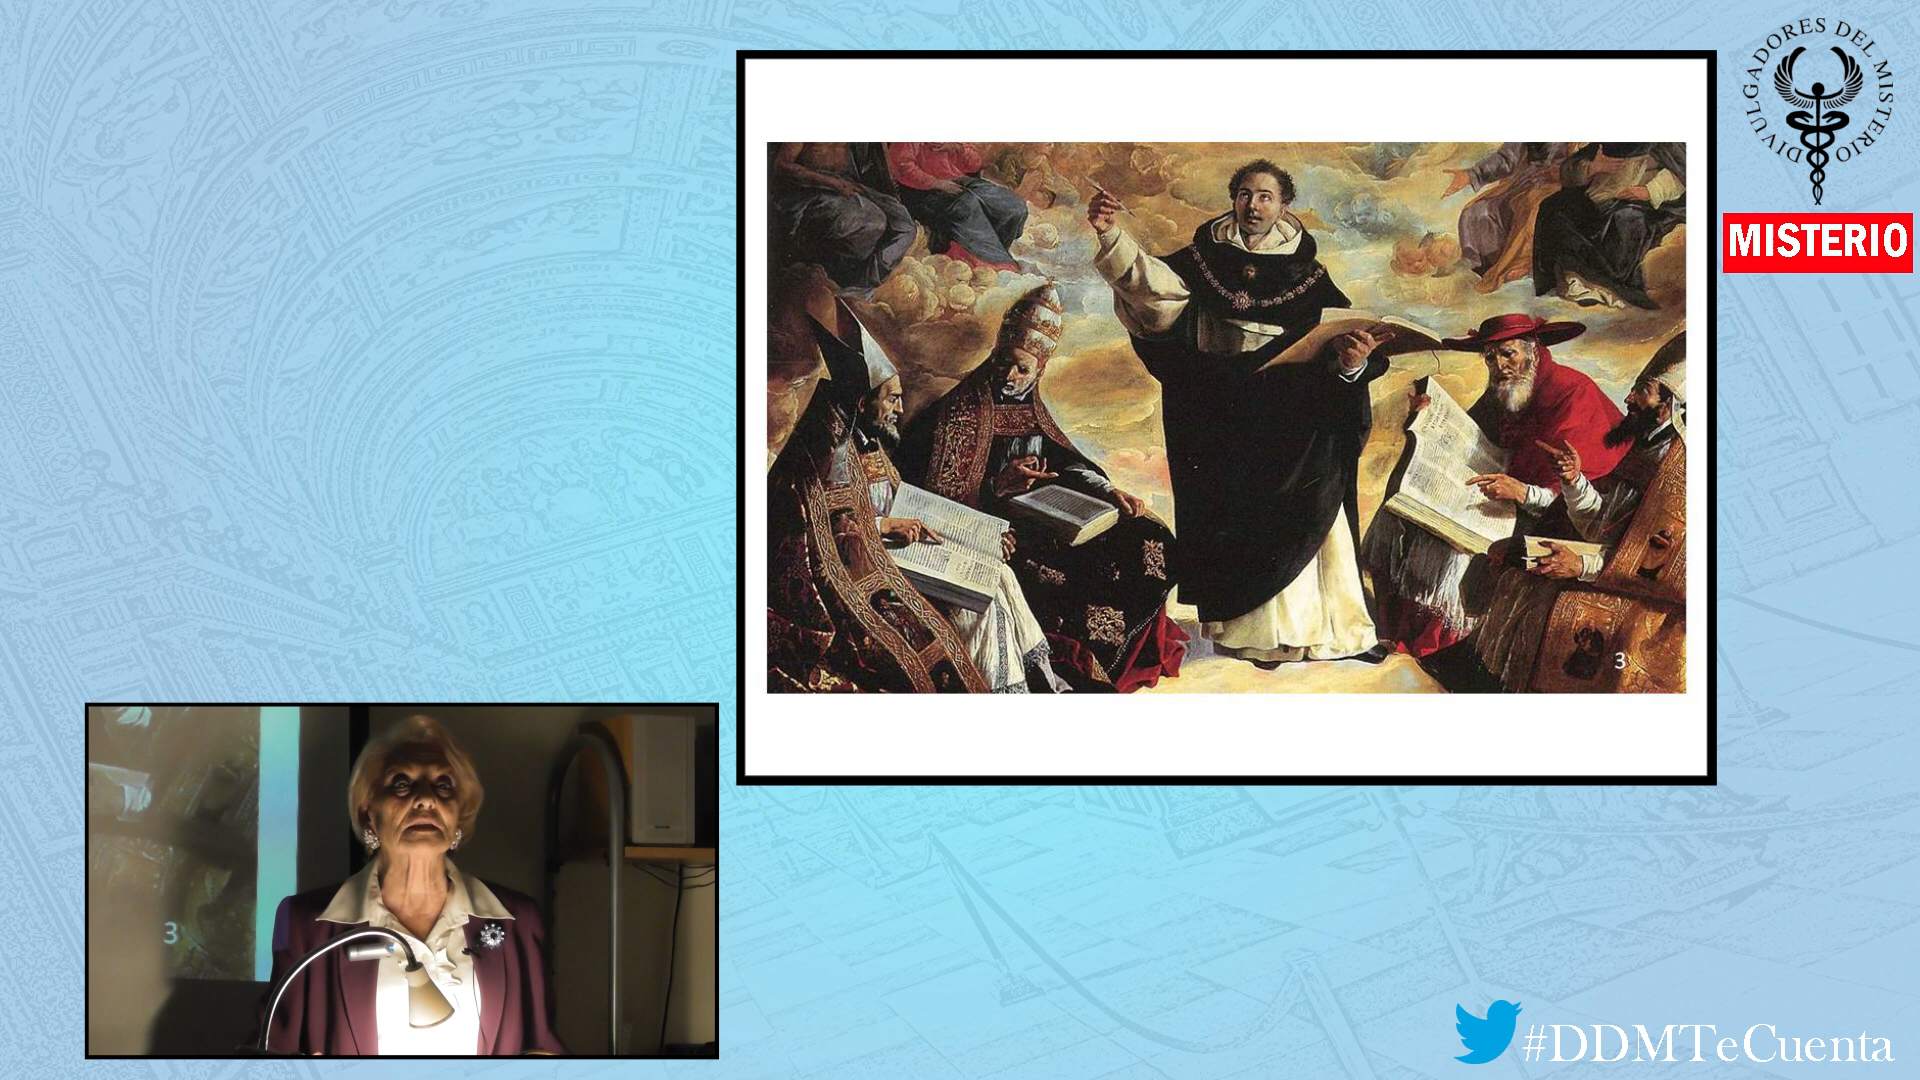 DIVULGADORES DEL MISTERIO
MISTERIO
3
3
#DDMTeCuenta